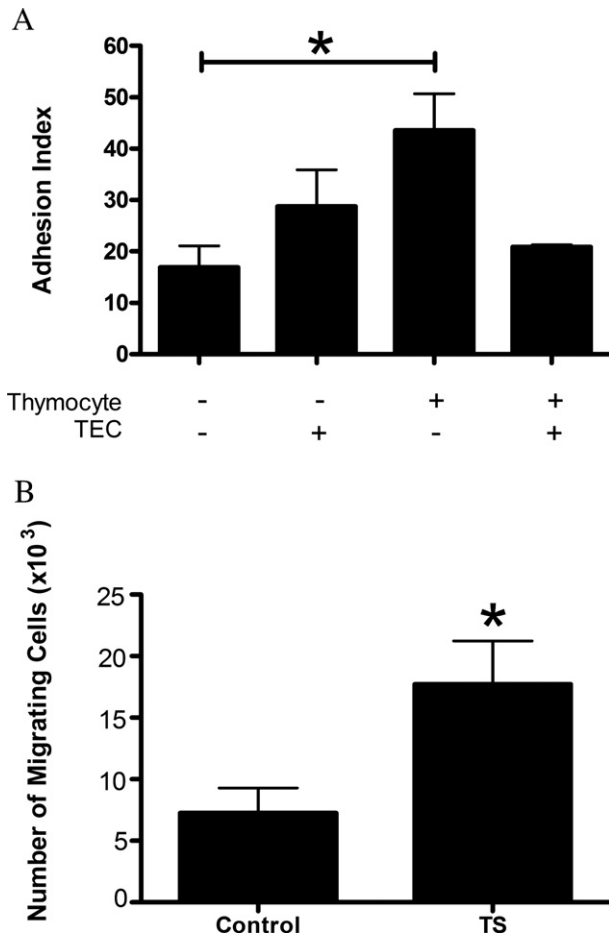 A
*
60
50
40
30
20
10
0
Adhesion Index
Thymocyte - - + +
TEC - + - +
B
Number of Migrating Cells (x10³)
25
20
15
10
5
0
*
Control TS